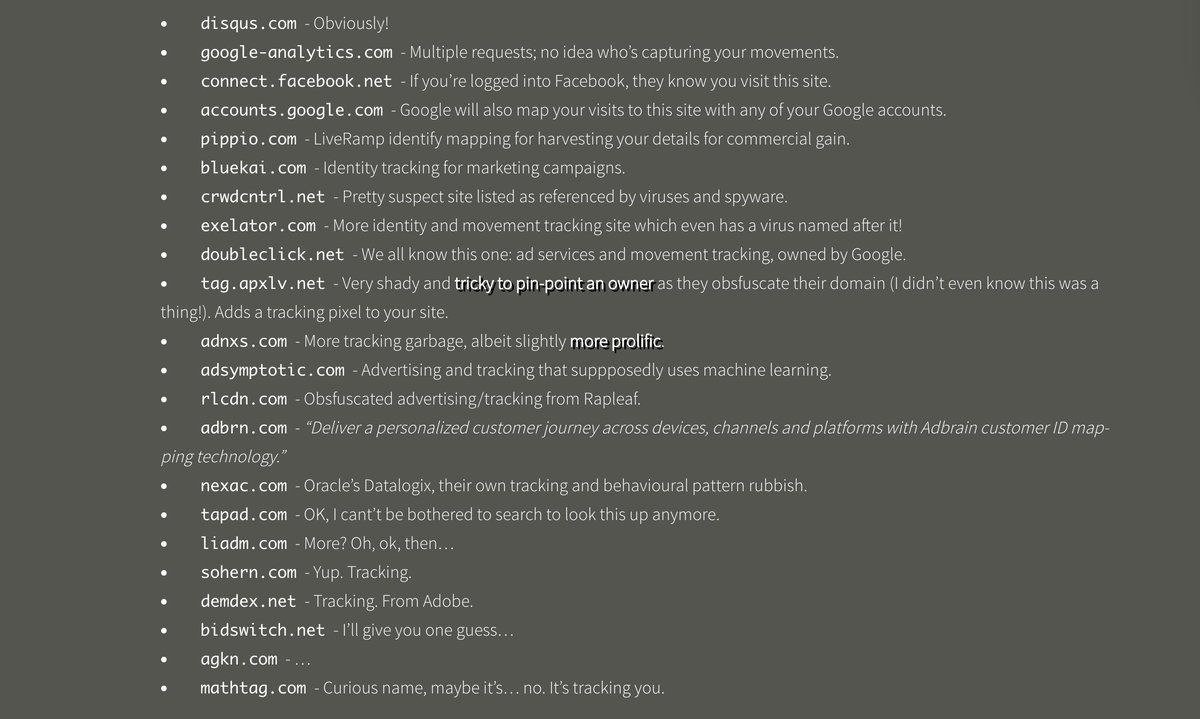 • disqus.com - Obviously!
• google-analytics.com - Multiple requests; no idea who’s capturing your movements.
• connect.facebook.net - If you’re logged into Facebook, they know you visit this site.
• accounts.google.com - Google will also map your visits to this site with any of your Google accounts.
• pippio.com - LiveRamp identify mapping for harvesting your details for commercial gain.
• bluekai.com - Identity tracking for marketing campaigns.
• crwdcntrl.net - Pretty suspect site listed as referenced by viruses and spyware.
• exelator.com - More identity and movement tracking site which even has a virus named after it!
• doubleclick.net - We all know this one: ad services and movement tracking, owned by Google.
• tag.apxlv.net - Very shady and tricky to pin-point an owner as they obsfuscate their domain (I didn’t even know this was a
thing!). Adds a tracking pixel to your site.
• adnxs.com - More tracking garbage, albeit slightly more prolific.
• adsymptotic.com - Advertising and tracking that suppposedly uses machine learning.
• rlcdn.com - Obsfuscated advertising/tracking from Rapleaf.
• adbrn.com - “Deliver a personalized customer journey across devices, channels and platforms with Adbrain customer ID map-
ping technology.”
• nexac.com - Oracle’s Datalogix, their own tracking and behavioural pattern rubbish.
• tapad.com - OK, I cant’t be bothered to search to look this up anymore.
• liadm.com - More? Oh, ok, then…
• sohern.com - Yup. Tracking.
• demdex.net - Tracking. From Adobe.
• bidswitch.net - I’ll give you one guess…
• agkn.com - …
• mathtag.com - Curious name, maybe it’s… no. It’s tracking you.